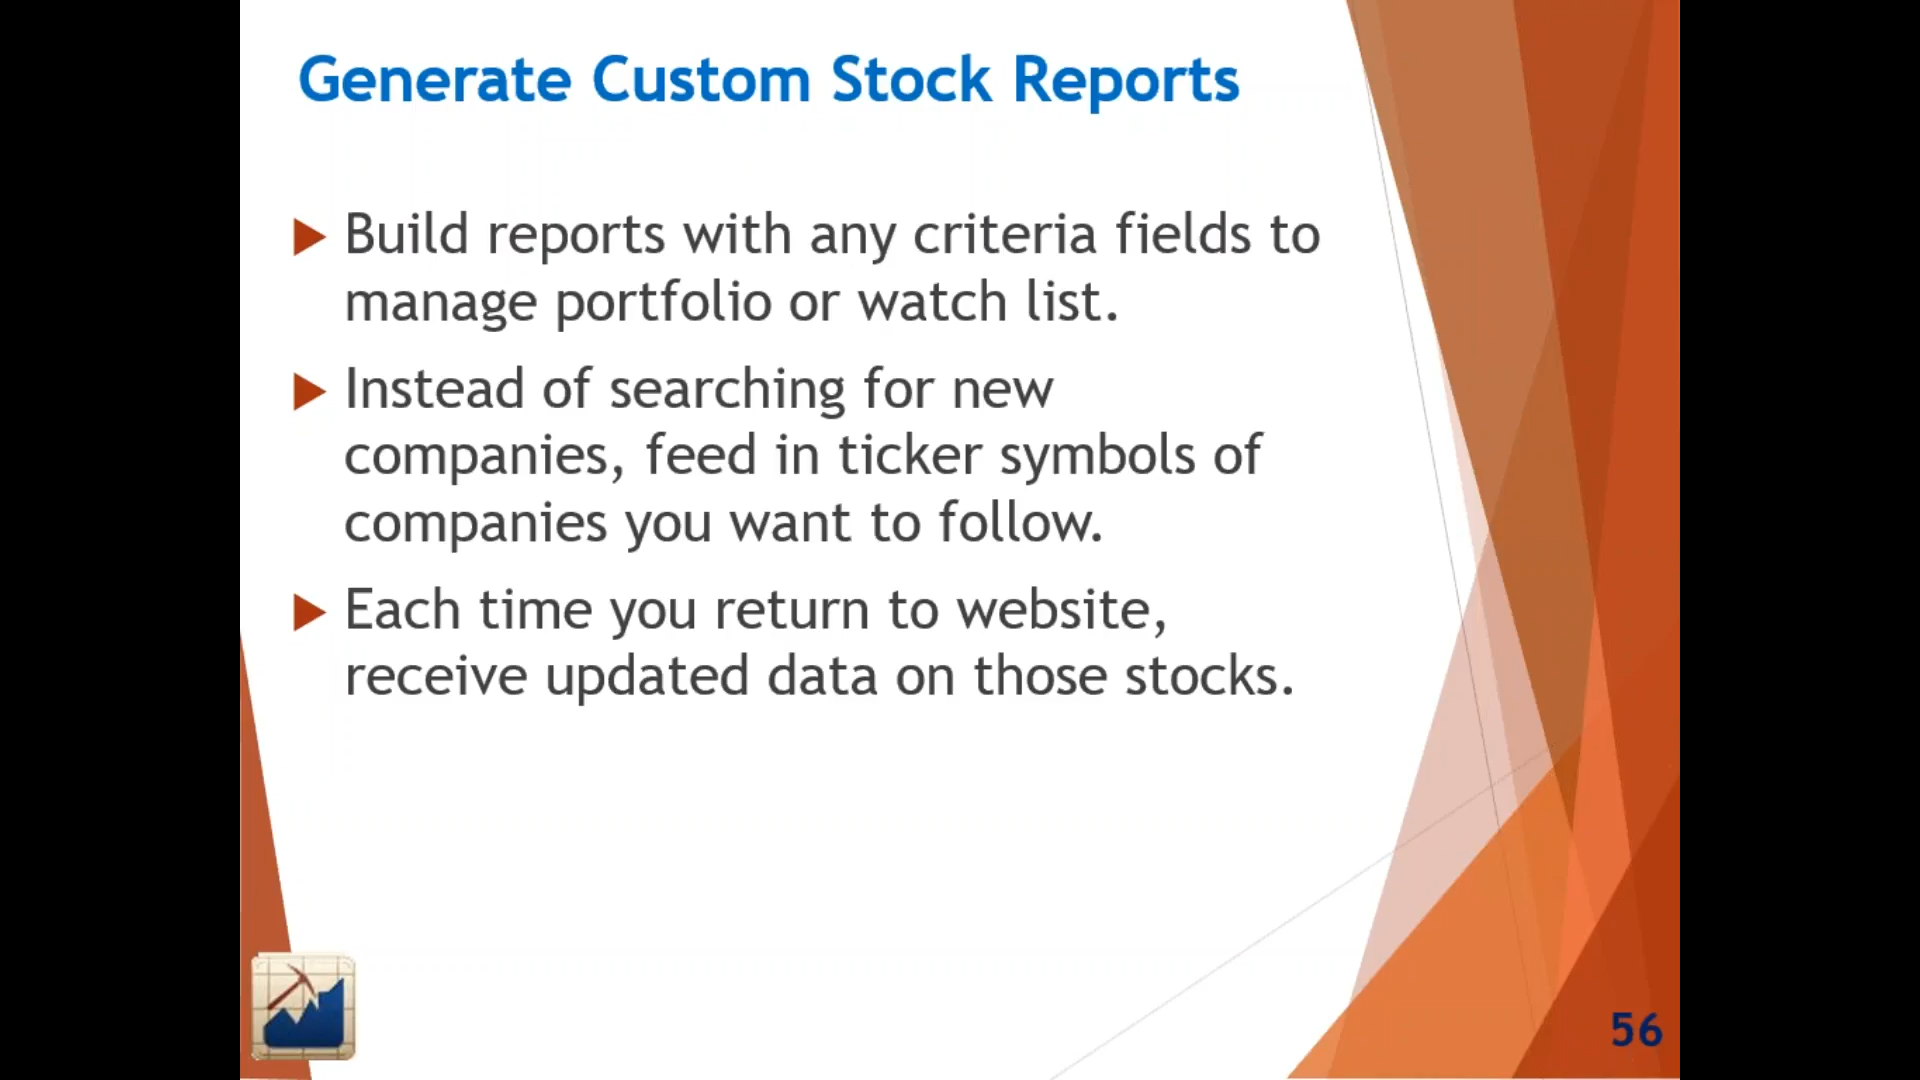 Generate Custom Stock Reports
Build reports with any criteria fields to
manage portfolio or watch list.
Instead of searching for new
companies, feed in ticker symbols of
companies you want to follow.
Each time you return to website,
receive updated data on those stocks.
56